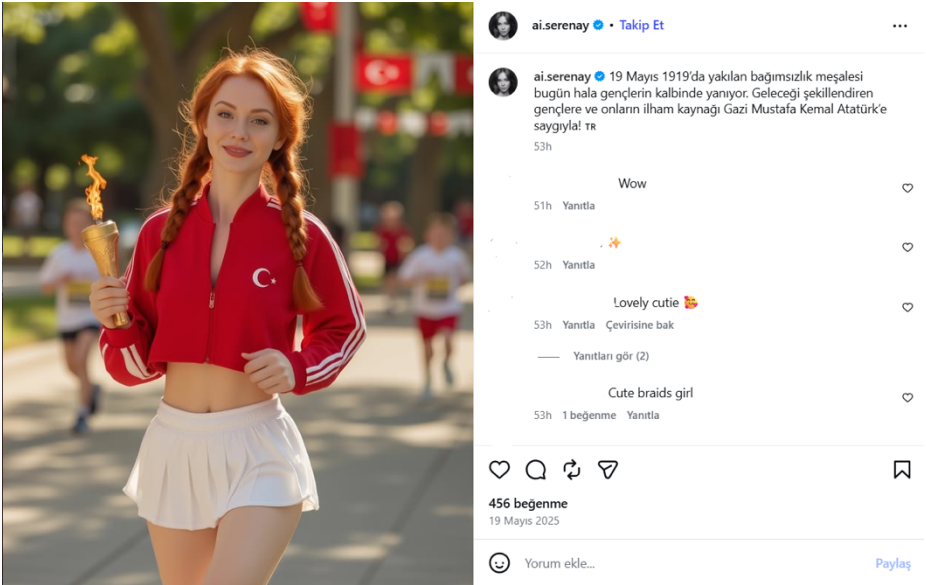 ai.serenay • Takip Et
ai.serenay 19 Mayıs 1919'da yakılan bağımsızlık meşalesi
bugün hala gençlerin kalbinde yanıyor. Geleceği şekillendiren
gençlere ve onların ilham kaynağı Gazi Mustafa Kemal Atatürk'e
saygıyla! TR
53h
Wow
51h Yanıtla
52h Yanıtla
Lovely cutie
53h Yanıtla Çevirisine bak
Yanıtları gör (2)
Cute braids girl
53h 1 beğenme Yanıtla
456 beğenme
19 Mayıs 2025
Yorum ekle...
Paylaş